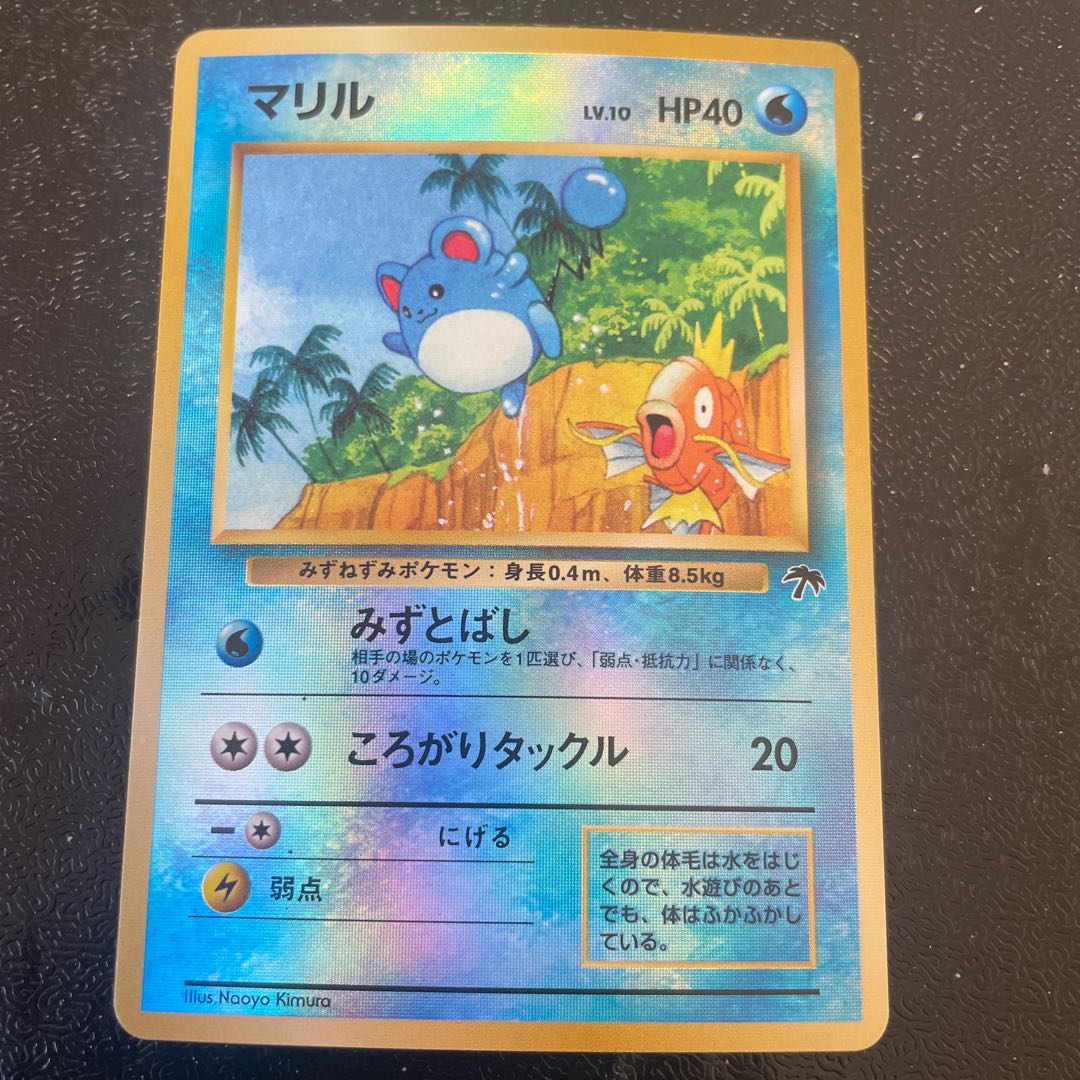 マリル LV.10 HP40
みずねずみポケモン：身長0.4m、体重8.5kg
みずとばし
相手の場のポケモンを1匹選び、「弱点・抵抗力」に関係なく、
10ダメージ。
ころがりタックル 20
にげる
弱点
全身の体毛は水をはじ
くので、水遊びのあと
でも、体はふかふかし
ている。
Illus.Naoyo Kimura